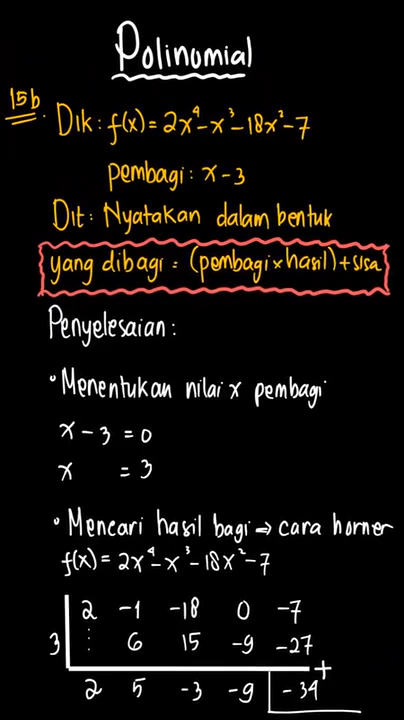 Polinomial
15b. Dik: f(x) = 2x⁴ - x³ - 18x² - 7
pembagi: x - 3
Dit: Nyatakan dalam bentuk
yang dibagi = (pembagi × hasil) + sisa
Penyelesaian:
• Menentukan nilai x pembagi
x - 3 = 0
x = 3
• Mencari hasil bagi ⇒ cara horner
f(x) = 2x⁴ - x³ - 18x² - 7
2 -1 -18 0 -7
3 ⋮ 6 15 -9 -27
+
2 5 -3 -9 -34